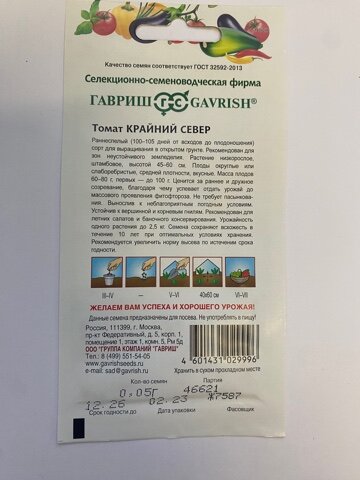 Качество семян соответствует ГОСТ 32592-2013
Селекционно-семеноводческая фирма
ГАВРИШ GAVRISH®
Томат КРАЙНИЙ СЕВЕР
Раннеспелый (100–105 дней от всходов до плодоношения)
сорт для выращивания в открытом грунте. Рекомендован для
зон неустойчивого земледелия. Растение низкорослое,
штамбовое, высотой 45–60 см. Плоды округлые или
слаборебристые, средней плотности, вкусные. Масса плодов
60–80 г, первых — до 100 г. Ценится за раннее и дружное
созревание, благодаря чему успевает отдать урожай до
массового проявления фитофтороза. Не требует пасынкова-
ния. Вынослив к неблагоприятным погодным условиям.
Устойчив к вершинной и корневым гнилям. Рекомендован для
летних салатов и баночного консервирования. Урожайность
одного растения до 2,5 кг. Семена сохраняют всхожесть в
течение 10 лет при оптимальных условиях хранения.
Рекомендуется увеличить норму высева по истечении срока
годности.
III–IV — V–VI 40х60 см VI–VII
ЖЕЛАЕМ ВАМ УСПЕХА И ХОРОШЕГО УРОЖАЯ!
Данные семена предназначены для посева. Не употреблять в пищу!
Россия, 111399, г. Москва,
пр-кт Федеративный, д. 5, корп. 1,
помещение 1, этаж 1, комн. 5, Рм 5д
ООО "ГРУППА КОМПАНИЙ "ГАВРИШ"
Тел.: 8 (499) 551-54-05
www.gavrishseeds.ru
e-mail: sad@gavrish.ru
4 601431 029996
Хранить в сухом прохладном месте
Кол-во семян Партия
0,05Г 46621
12.26 02.23 Ж7587
Срок годности до Дата упаковки Фасовщик